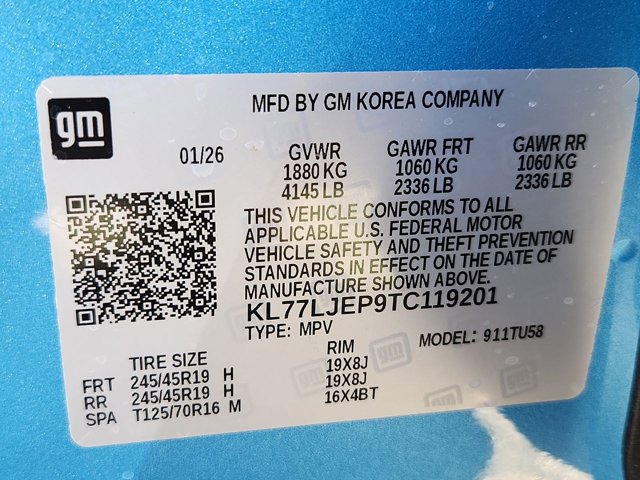 gm
MFD BY GM KOREA COMPANY
01/26
GVWR GAWR FRT GAWR RR
1880 KG 1060 KG 1060 KG
4145 LB 2336 LB 2336 LB
THIS VEHICLE CONFORMS TO ALL
APPLICABLE U.S. FEDERAL MOTOR
VEHICLE SAFETY AND THEFT PREVENTION
STANDARDS IN EFFECT ON THE DATE OF
MANUFACTURE SHOWN ABOVE.
KL77LJEP9TC119201
TYPE: MPV MODEL: 911TU58
TIRE SIZE RIM
FRT 245/45R19 H 19X8J
RR 245/45R19 H 19X8J
SPA T125/70R16 M 16X4BT